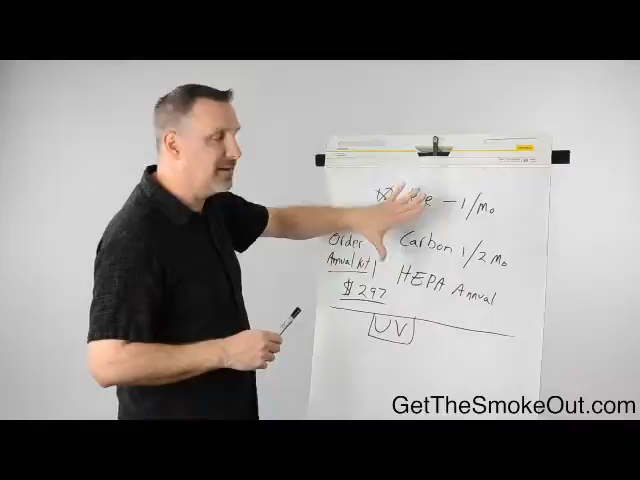 - 1/Mo
Order
Carbon 1/2 Mo
Annual Kit
HEPA Annual
$297
UV
GetTheSmokeOut.com